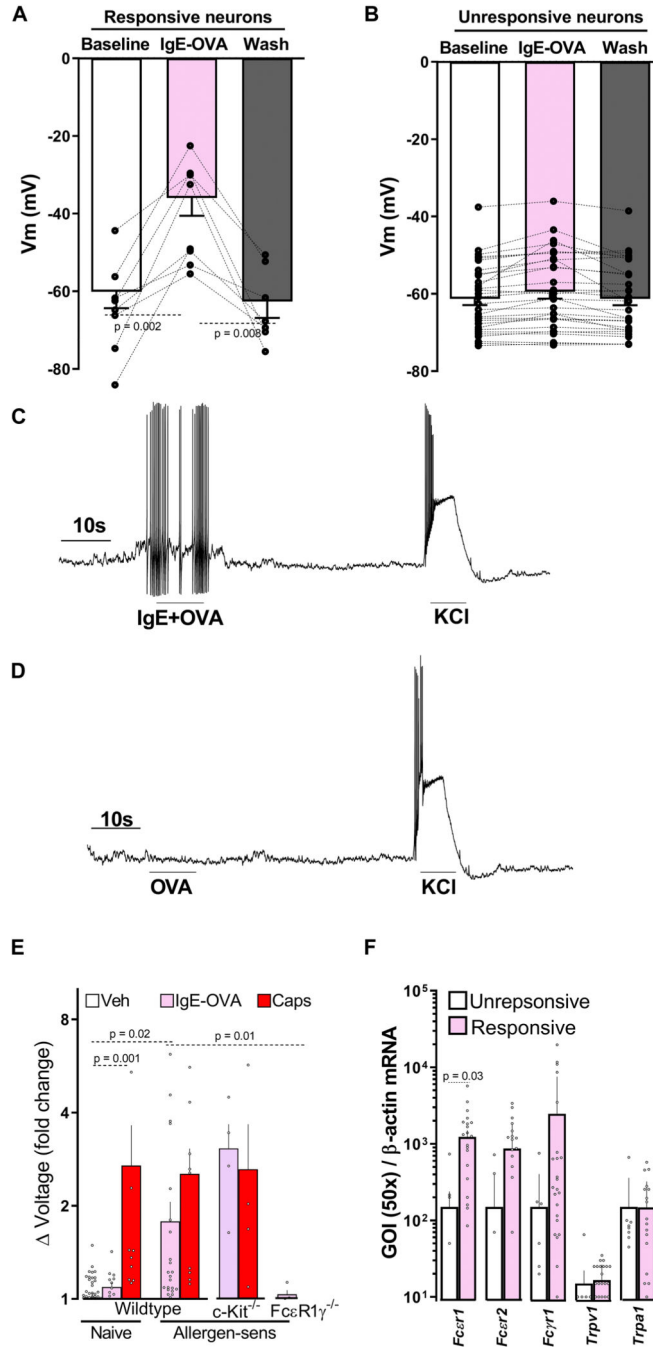 A
Responsive neurons
Baseline IgE-OVA Wash
0
-20
-40
-60
-80
Vm (mV)
p = 0.002
p = 0.008
B
Unresponsive neurons
Baseline IgE-OVA Wash
0
-20
-40
-60
-80
Vm (mV)
C
10s
IgE+OVA
KCl
D
10s
OVA
KCl
E
Veh IgE-OVA Caps
8
4
2
1
Δ Voltage (fold change)
p = 0.02
p = 0.01
p = 0.001
Wildtype c-Kit-/- FcεR1γ-/-
Naive Allergen-sens
F
Unrepsonsive
Responsive
10⁵
10⁴
10³
10²
10¹
GOI (50x) / β-actin mRNA
p = 0.03
Fcεr1
Fcεr2
Fcγr1
Trpv1
Trpa1